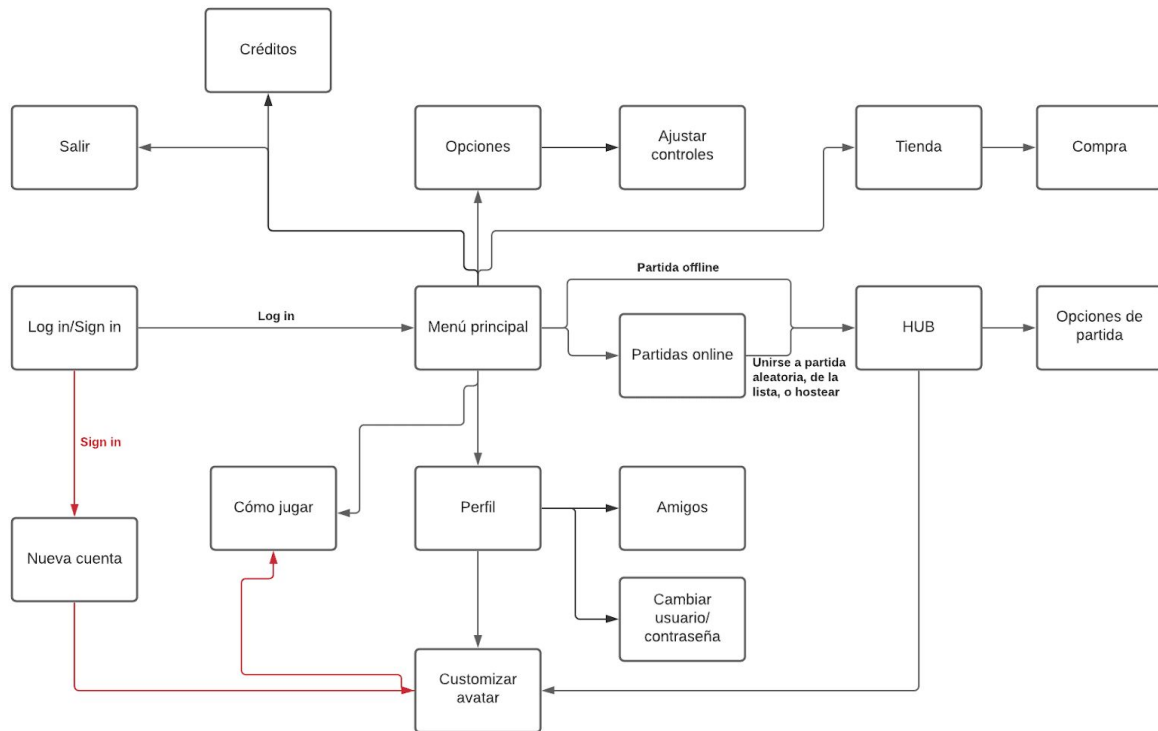 Créditos
Salir
Opciones
Ajustar
controles
Tienda
Compra
Partida offline
Log in/Sign in
Log in
Menú principal
Partidas online
HUB
Opciones de
partida
Unirse a partida
aleatoria, de la
lista, o hostear
Sign in
Cómo jugar
Perfil
Amigos
Nueva cuenta
Cambiar
usuario/
contraseña
Customizar
avatar